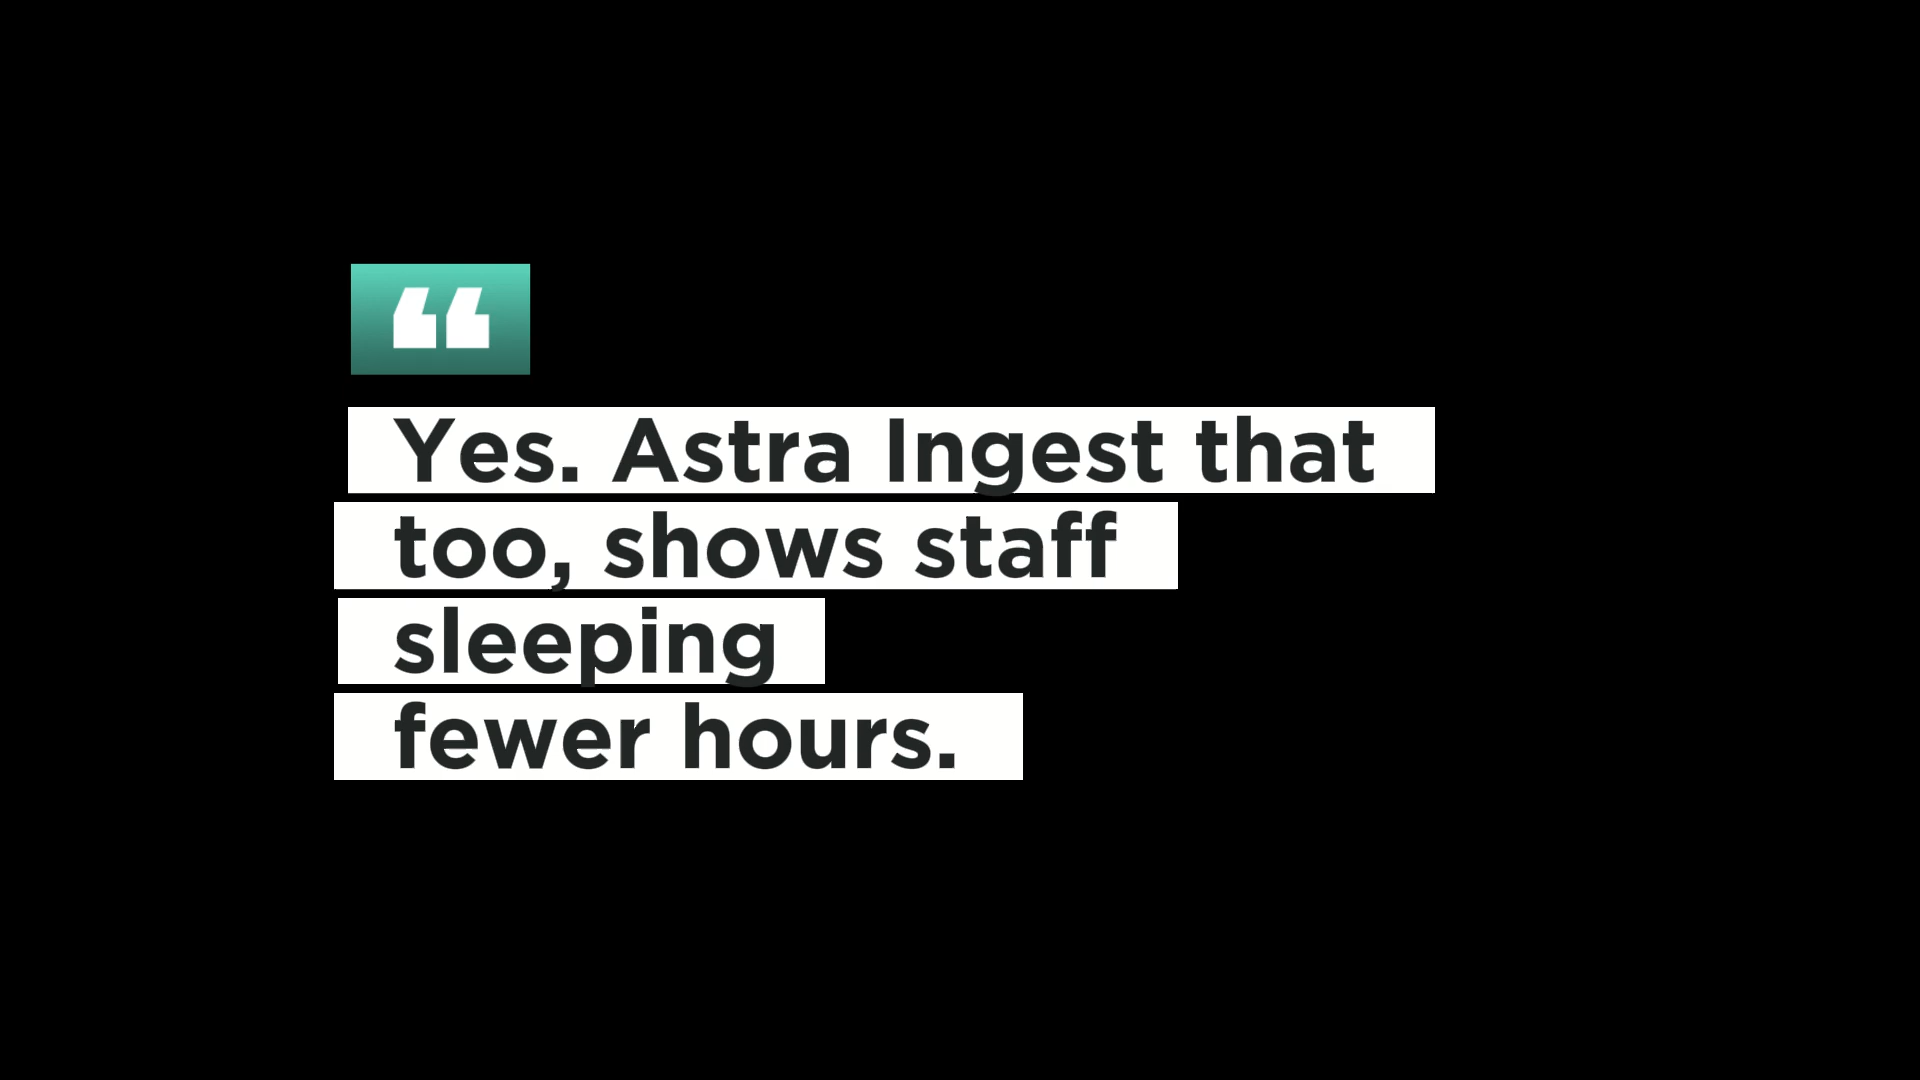 “
Yes. Astra Ingest that
too, shows staff
sleeping
fewer hours.